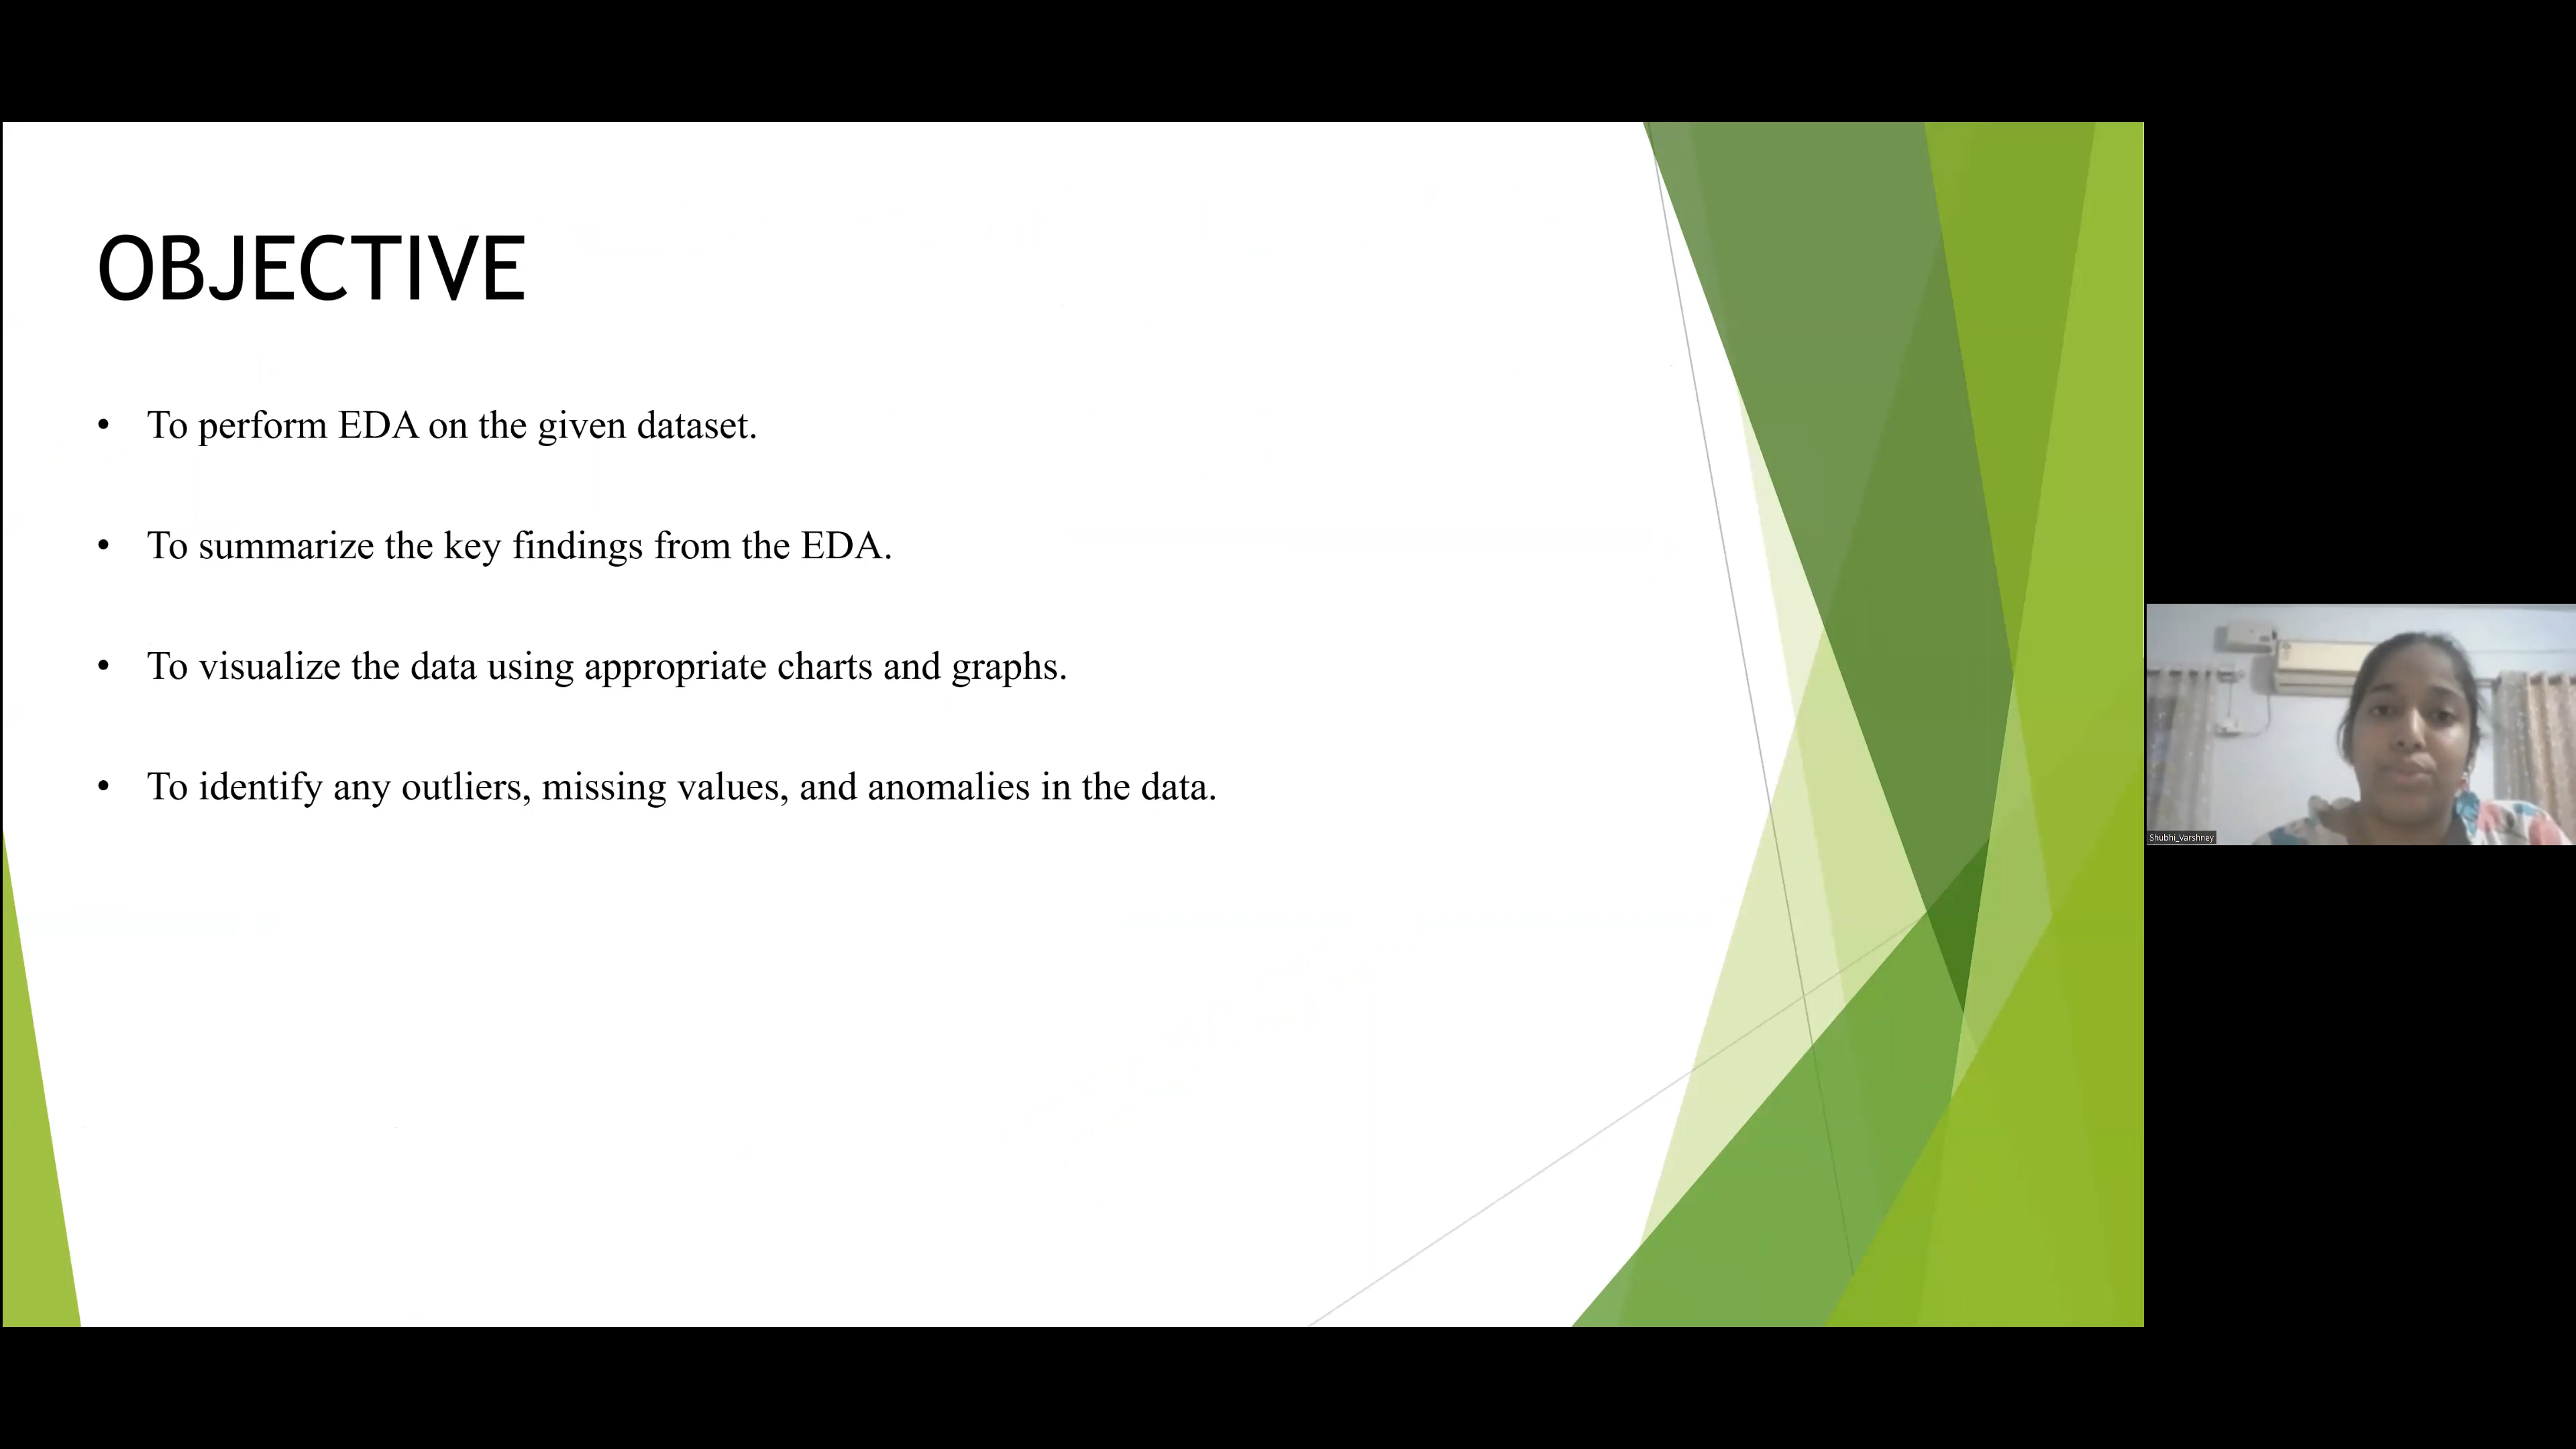 OBJECTIVE
• To perform EDA on the given dataset.
• To summarize the key findings from the EDA.
• To visualize the data using appropriate charts and graphs.
• To identify any outliers, missing values, and anomalies in the data.
Shubhi_Varshney